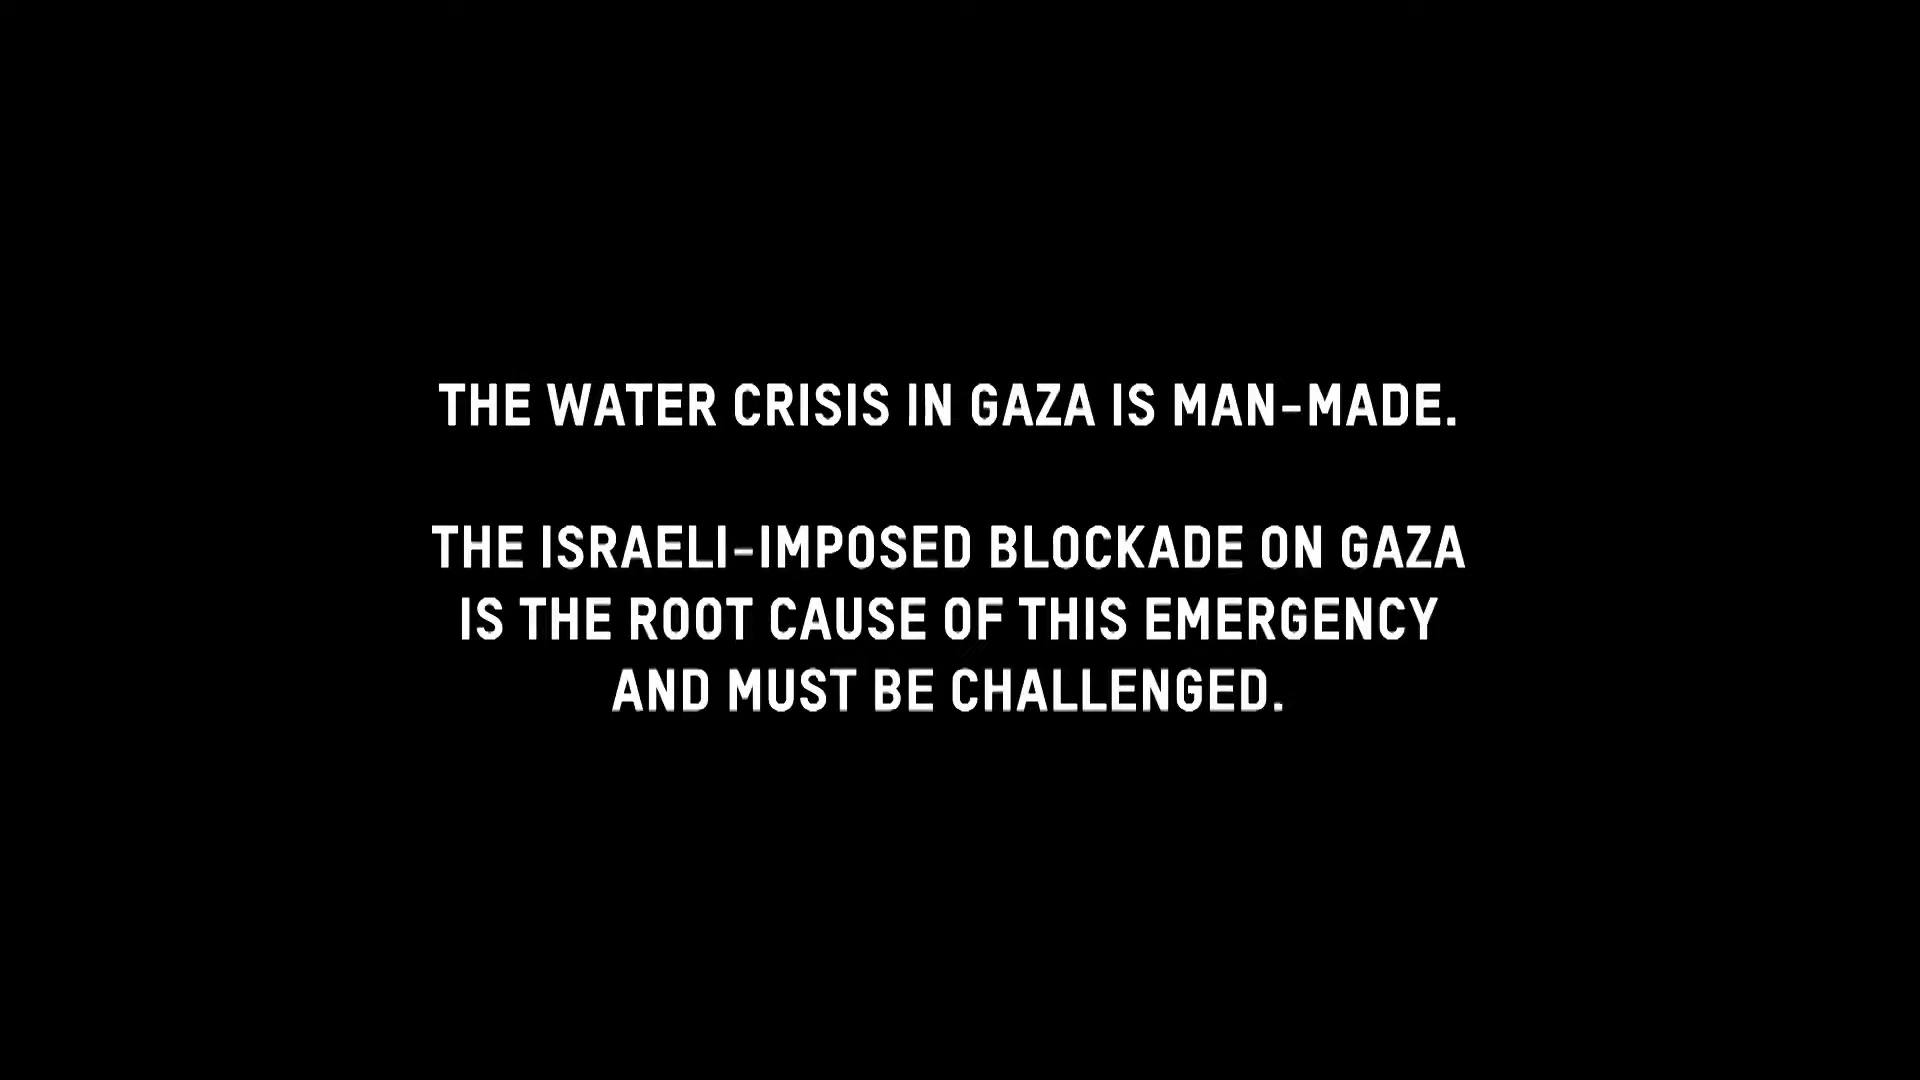 THE WATER CRISIS IN GAZA IS MAN-MADE.
THE ISRAELI-IMPOSED BLOCKADE ON GAZA
IS THE ROOT CAUSE OF THIS EMERGENCY
AND MUST BE CHALLENGED.